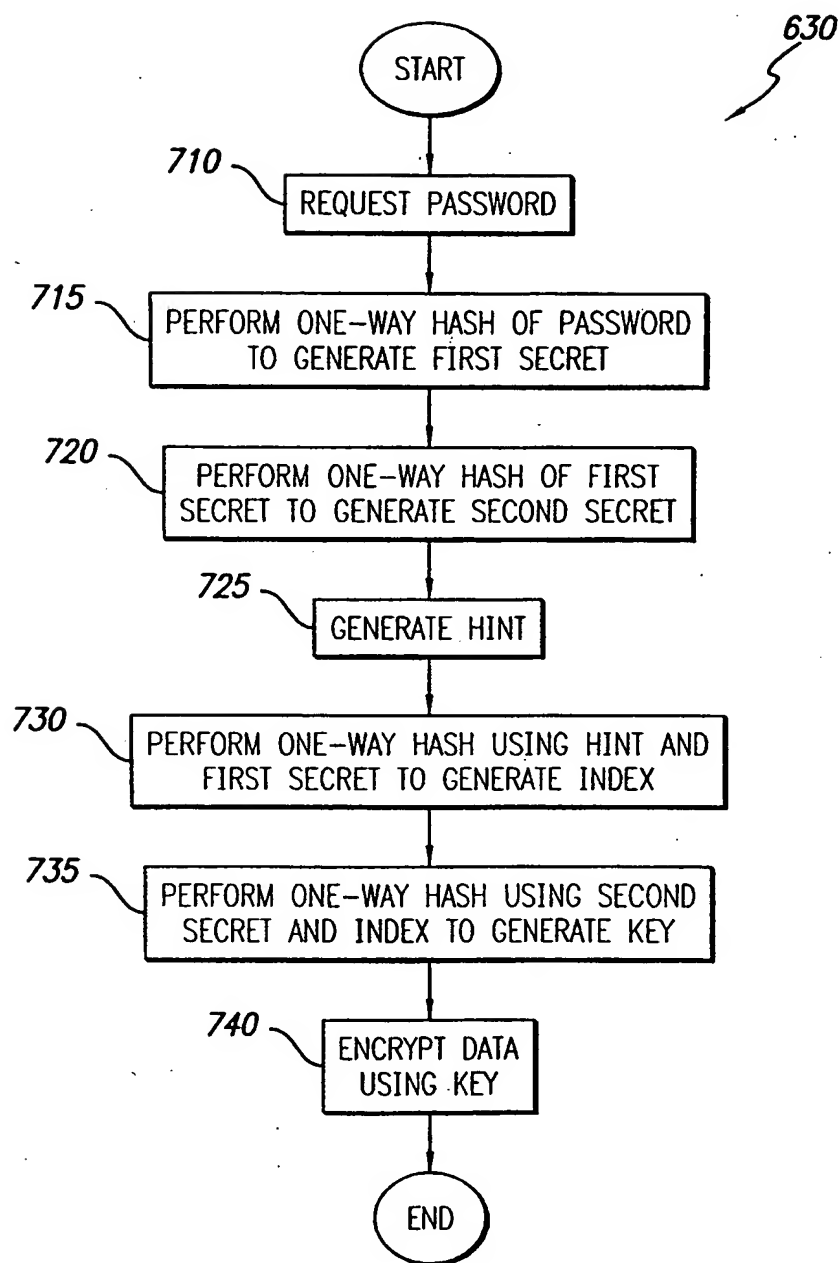 630
START
710
REQUEST PASSWORD
715
PERFORM ONE-WAY HASH OF PASSWORD
TO GENERATE FIRST SECRET
720
PERFORM ONE-WAY HASH OF FIRST
SECRET TO GENERATE SECOND SECRET
725
GENERATE HINT
730
PERFORM ONE-WAY HASH USING HINT AND
FIRST SECRET TO GENERATE INDEX
735
PERFORM ONE-WAY HASH USING SECOND
SECRET AND INDEX TO GENERATE KEY
740
ENCRYPT DATA
USING KEY
END